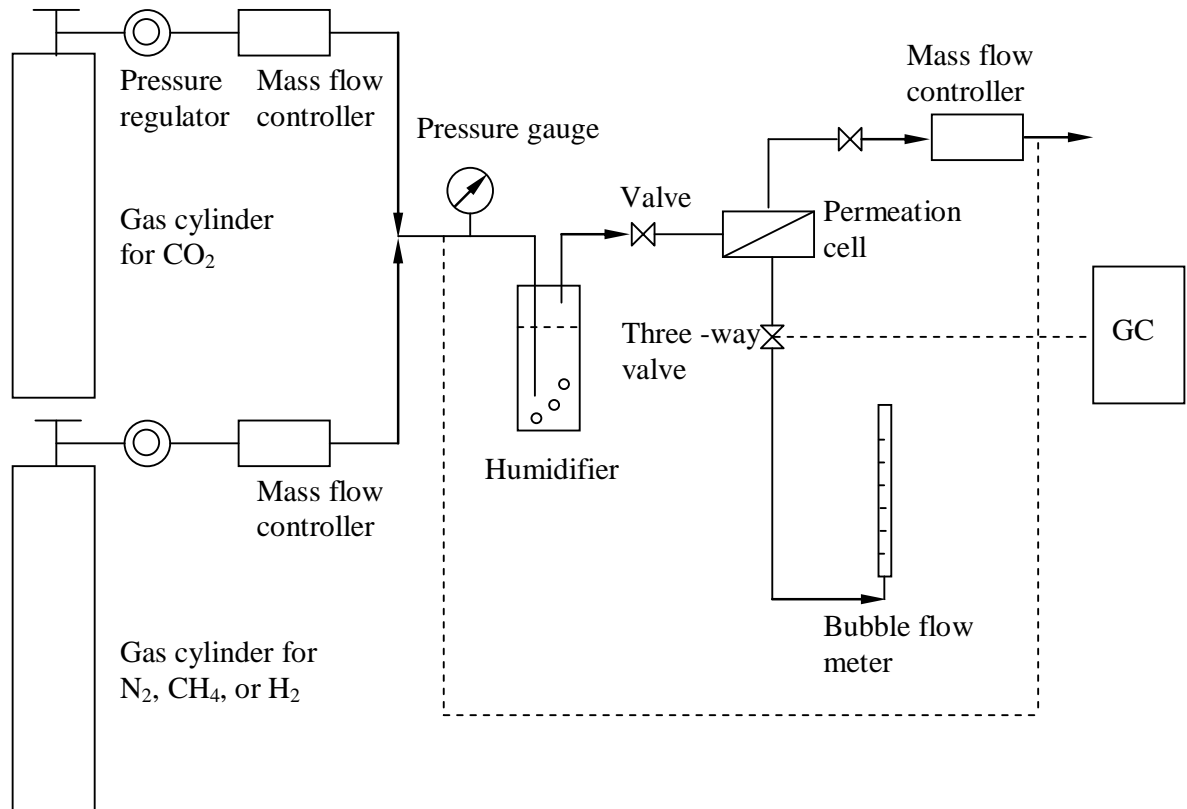 Pressure
regulator
Mass flow
controller
Pressure gauge
Mass flow
controller
Gas cylinder
for CO₂
Valve
Permeation
cell
Three -way
valve
GC
Humidifier
Mass flow
controller
Bubble flow
meter
Gas cylinder for
N₂, CH₄, or H₂